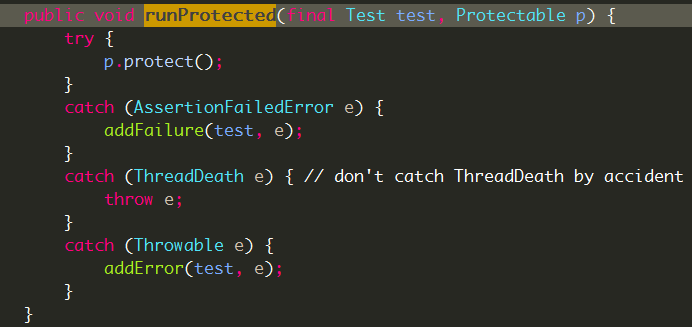 public void runProtected(final Test test, Protectable p) {
try {
p.protect();
}
catch (AssertionFailedError e) {
addFailure(test, e);
}
catch (ThreadDeath e) { // don't catch ThreadDeath by accident
throw e;
}
catch (Throwable e) {
addError(test, e);
}
}